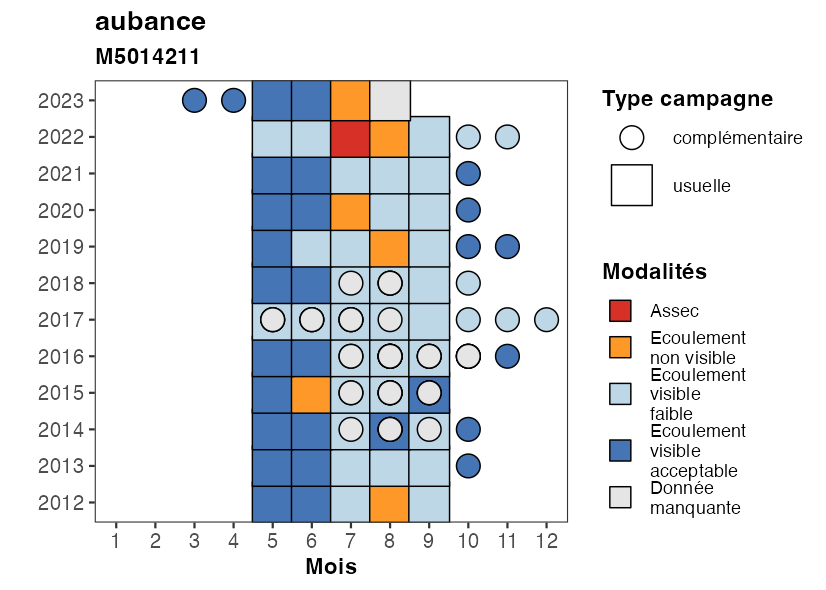 aubance
M5014211
2023
2022
2021
2020
2019
2018
2017
2016
2015
2014
2013
2012
1 2 3 4 5 6 7 8 9 10 11 12
Mois
Type campagne
complémentaire
usuelle
Modalités
Assec
Ecoulement
non visible
Ecoulement
visible
faible
Ecoulement
visible
acceptable
Donnée
manquante